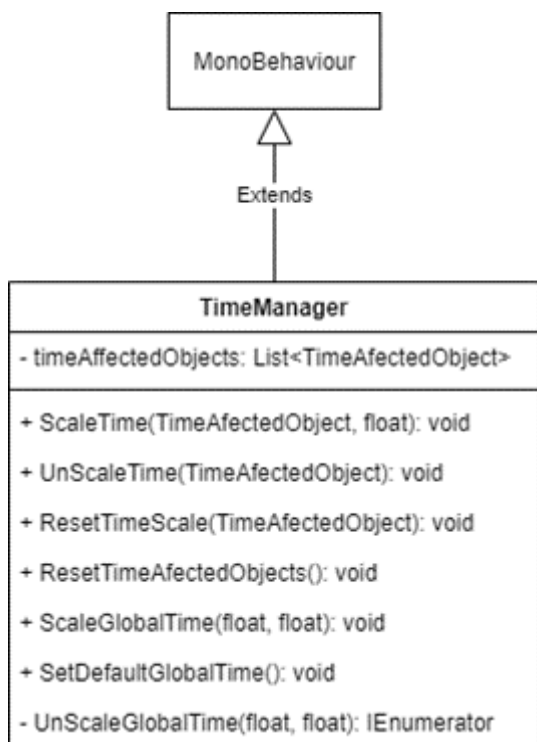 MonoBehaviour
Extends
TimeManager
- timeAffectedObjects: List<TimeAfectedObject>
+ ScaleTime(TimeAfectedObject, float): void
+ UnScaleTime(TimeAfectedObject): void
+ ResetTimeScale(TimeAfectedObject): void
+ ResetTimeAfectedObjects(): void
+ ScaleGlobalTime(float, float): void
+ SetDefaultGlobalTime(): void
- UnScaleGlobalTime(float, float): IEnumerator